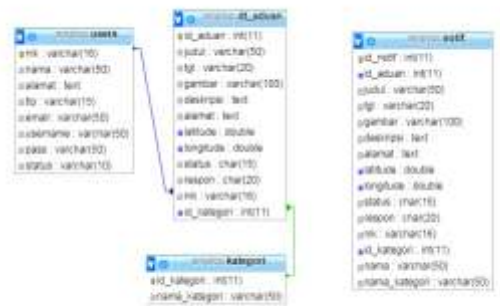 users
nik : varchar(16)
nama : varchar(50)
alamat : text
tlp : varchar(15)
email : varchar(50)
username : varchar(50)
pass : varchar(50)
status : varchar(10)
dt_aduan
id_aduan : int(11)
judul : varchar(50)
tgl : varchar(20)
gambar : varchar(100)
deskripsi : text
alamat : text
latitude : double
longitude : double
status : char(15)
respon : char(20)
nik : varchar(16)
id_kategori : int(11)
kategori
id_kategori : int(11)
nama_kategori : varchar(50)
notif
id_notif : int(11)
id_aduan : int(11)
judul : varchar(50)
tgl : varchar(20)
gambar : varchar(100)
deskripsi : text
alamat : text
latitude : double
longitude : double
status : char(15)
respon : char(20)
nik : varchar(16)
id_kategori : int(11)
nama : varchar(50)
nama_kategori : varchar(50)